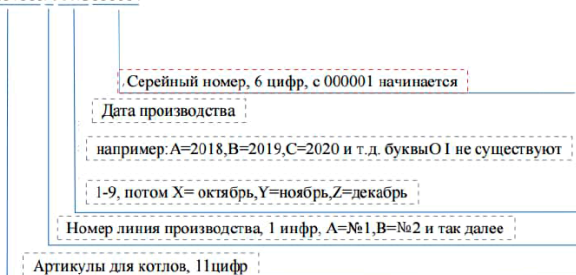 Серейный номер, 6 цифр, с 000001 начинается
Дата производства
например:A=2018,B=2019,C=2020 и т.д. буквыO I не существуют
1-9, потом X= октябрь,Y=ноябрь,Z=декабрь
Номер линия производства, 1 инфр, A=№1,B=№2 и так далее
Артикулы для котлов, 11цифр